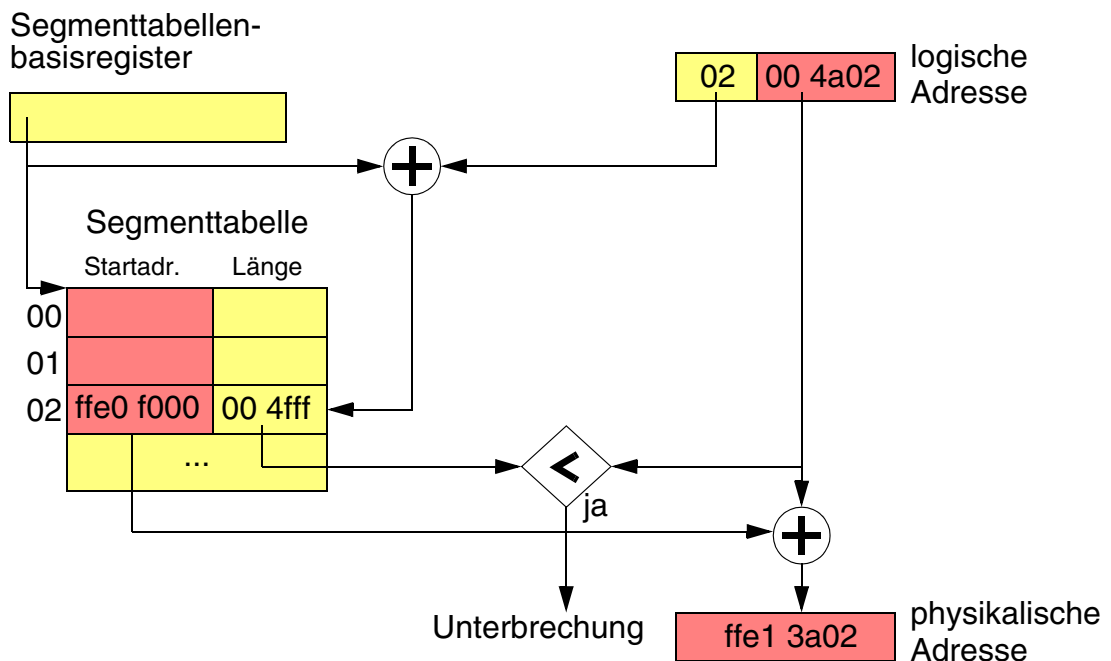 Segmenttabellen-
basisregister
02 00 4a02
logische
Adresse
+
Segmenttabelle
Startadr. Länge
00
01
02 ffe0 f000 00 4fff
...
<
ja
+
Unterbrechung
ffe1 3a02
physikalische
Adresse